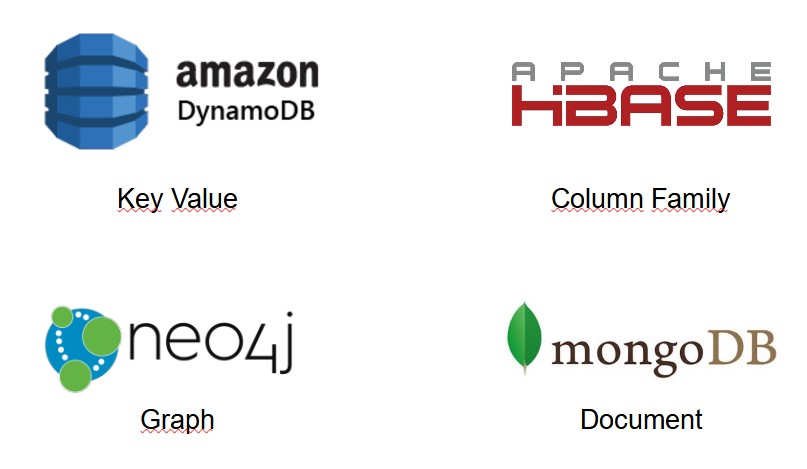 amazon
DynamoDB
APACHE
HBASE
Key Value
Column Family
neo4j
mongoDB
Graph
Document